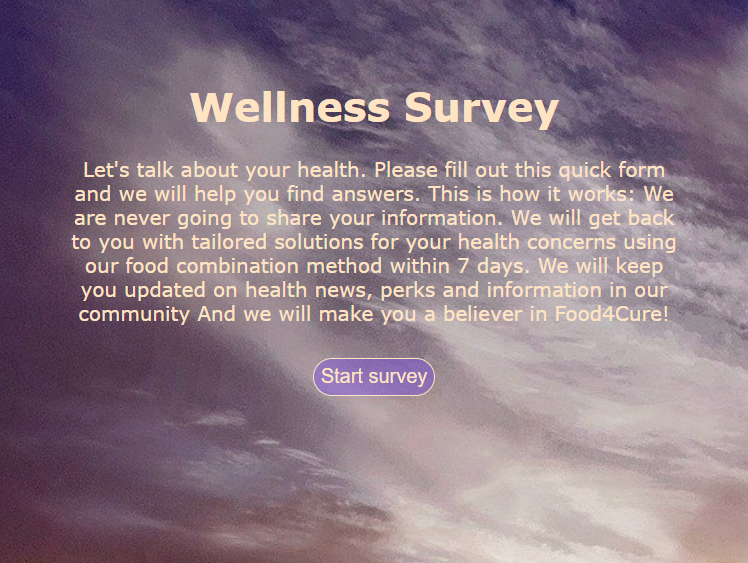 Wellness Survey
Let's talk about your health. Please fill out this quick form
and we will help you find answers. This is how it works: We
are never going to share your information. We will get back
to you with tailored solutions for your health concerns using
our food combination method within 7 days. We will keep
you updated on health news, perks and information in our
community And we will make you a believer in Food4Cure!
Start survey